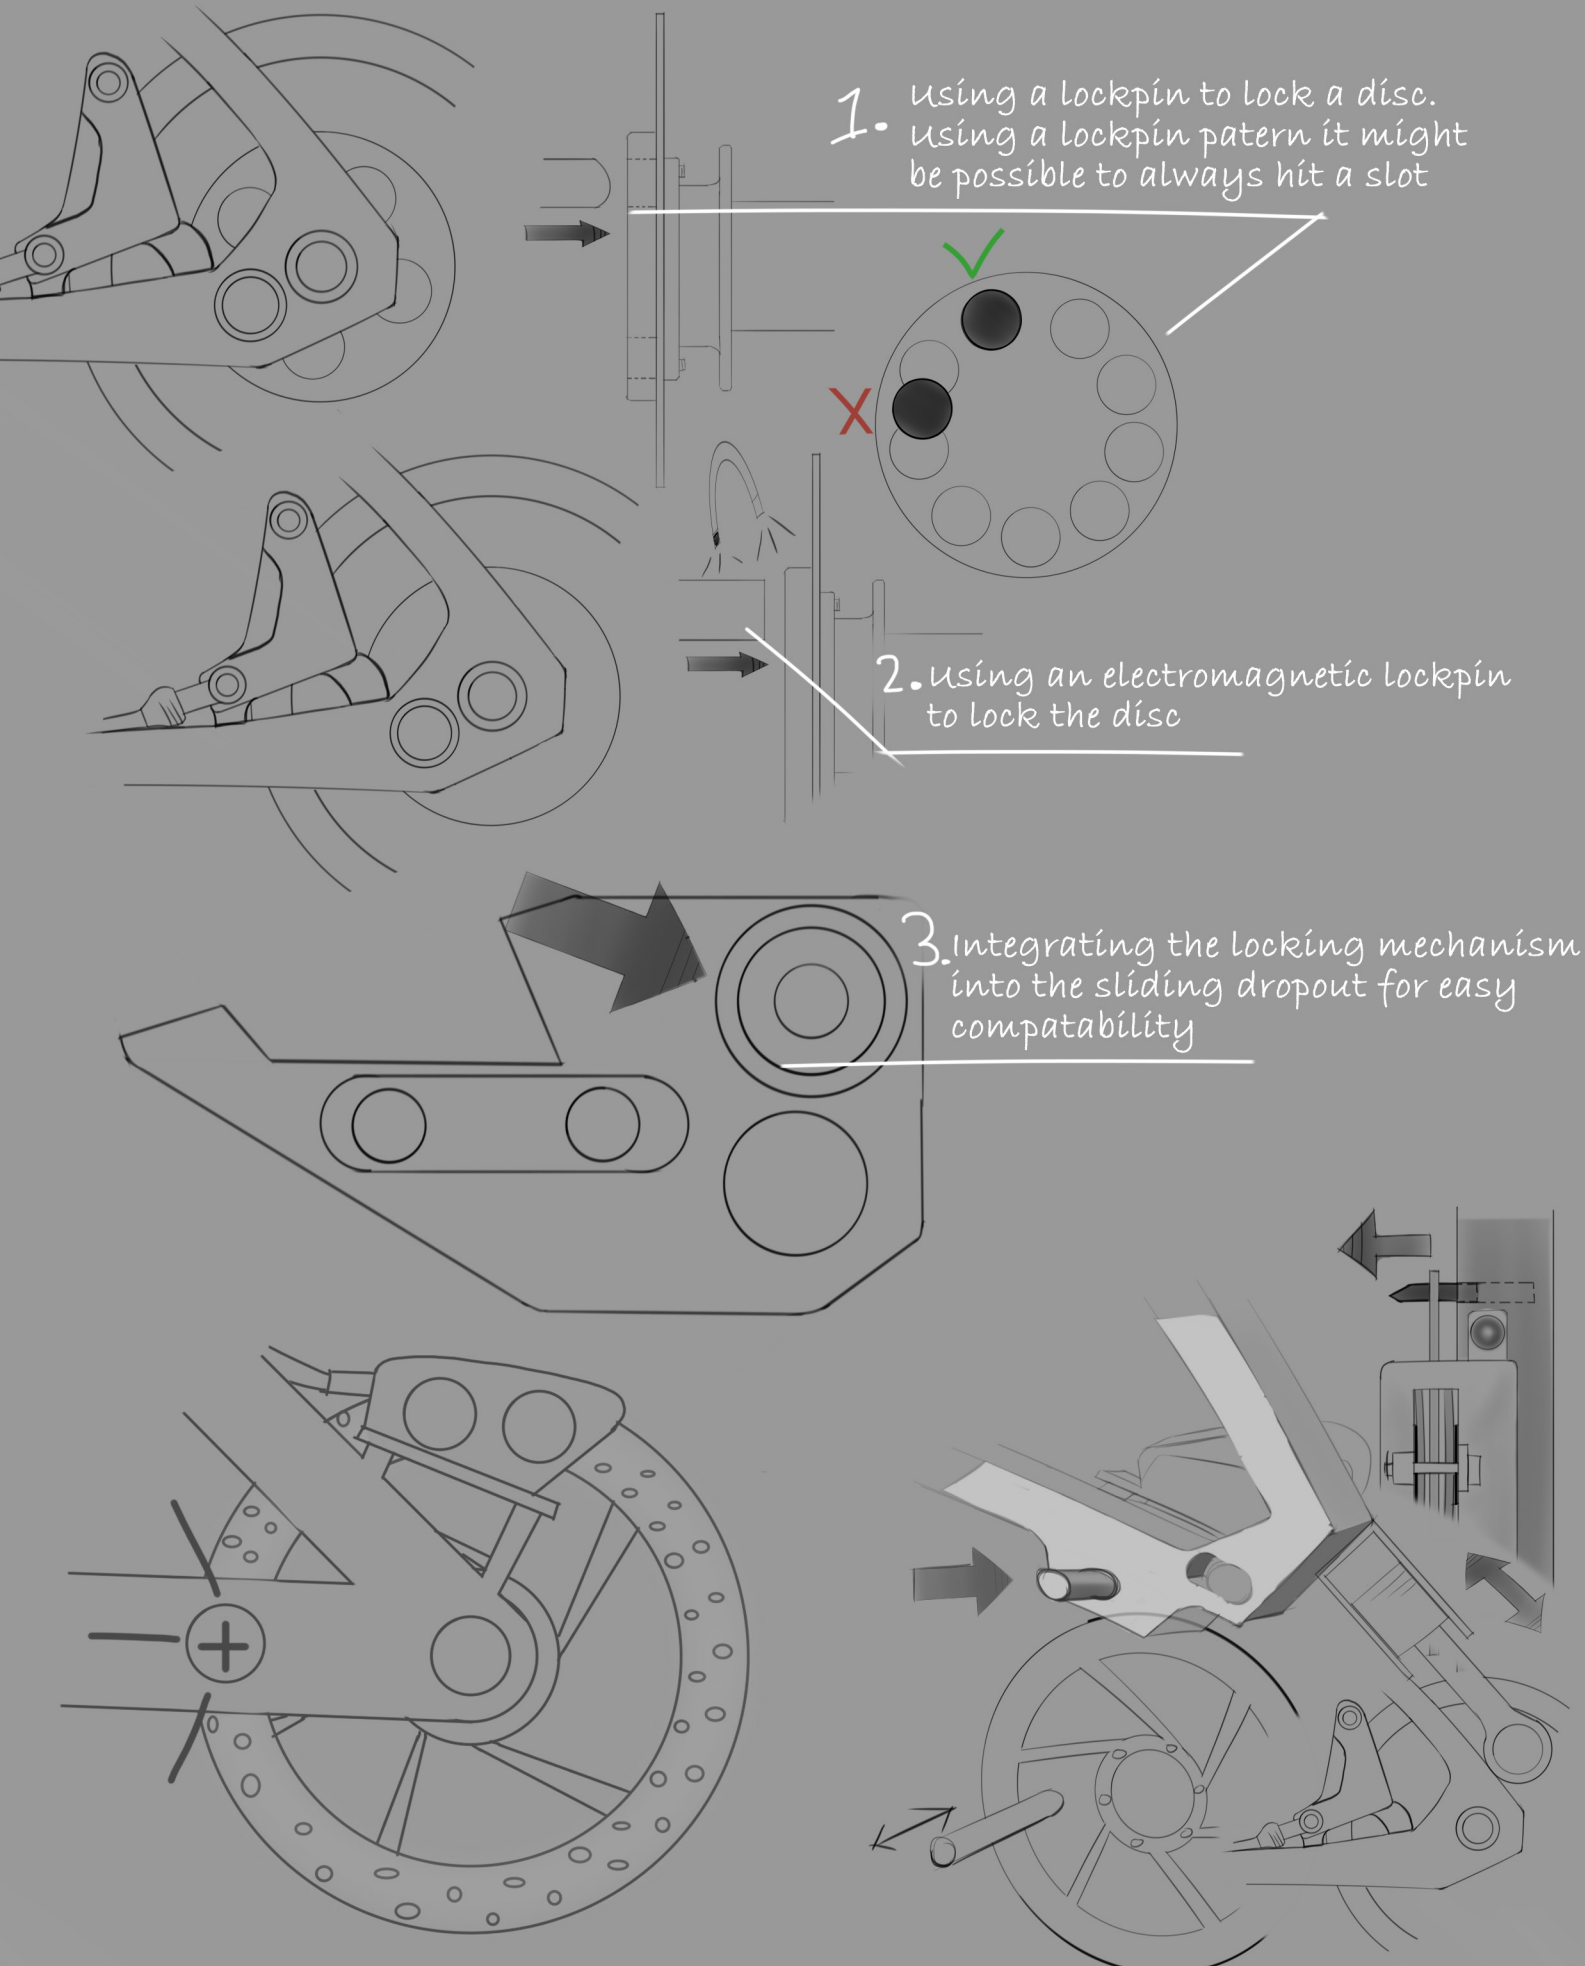 1. Using a lockpin to lock a disc.
Using a lockpin patern it might
be possible to always hit a slot
X
2. Using an electromagnetic lockpin
to lock the disc
3. Integrating the locking mechanism
into the sliding dropout for easy
compatability